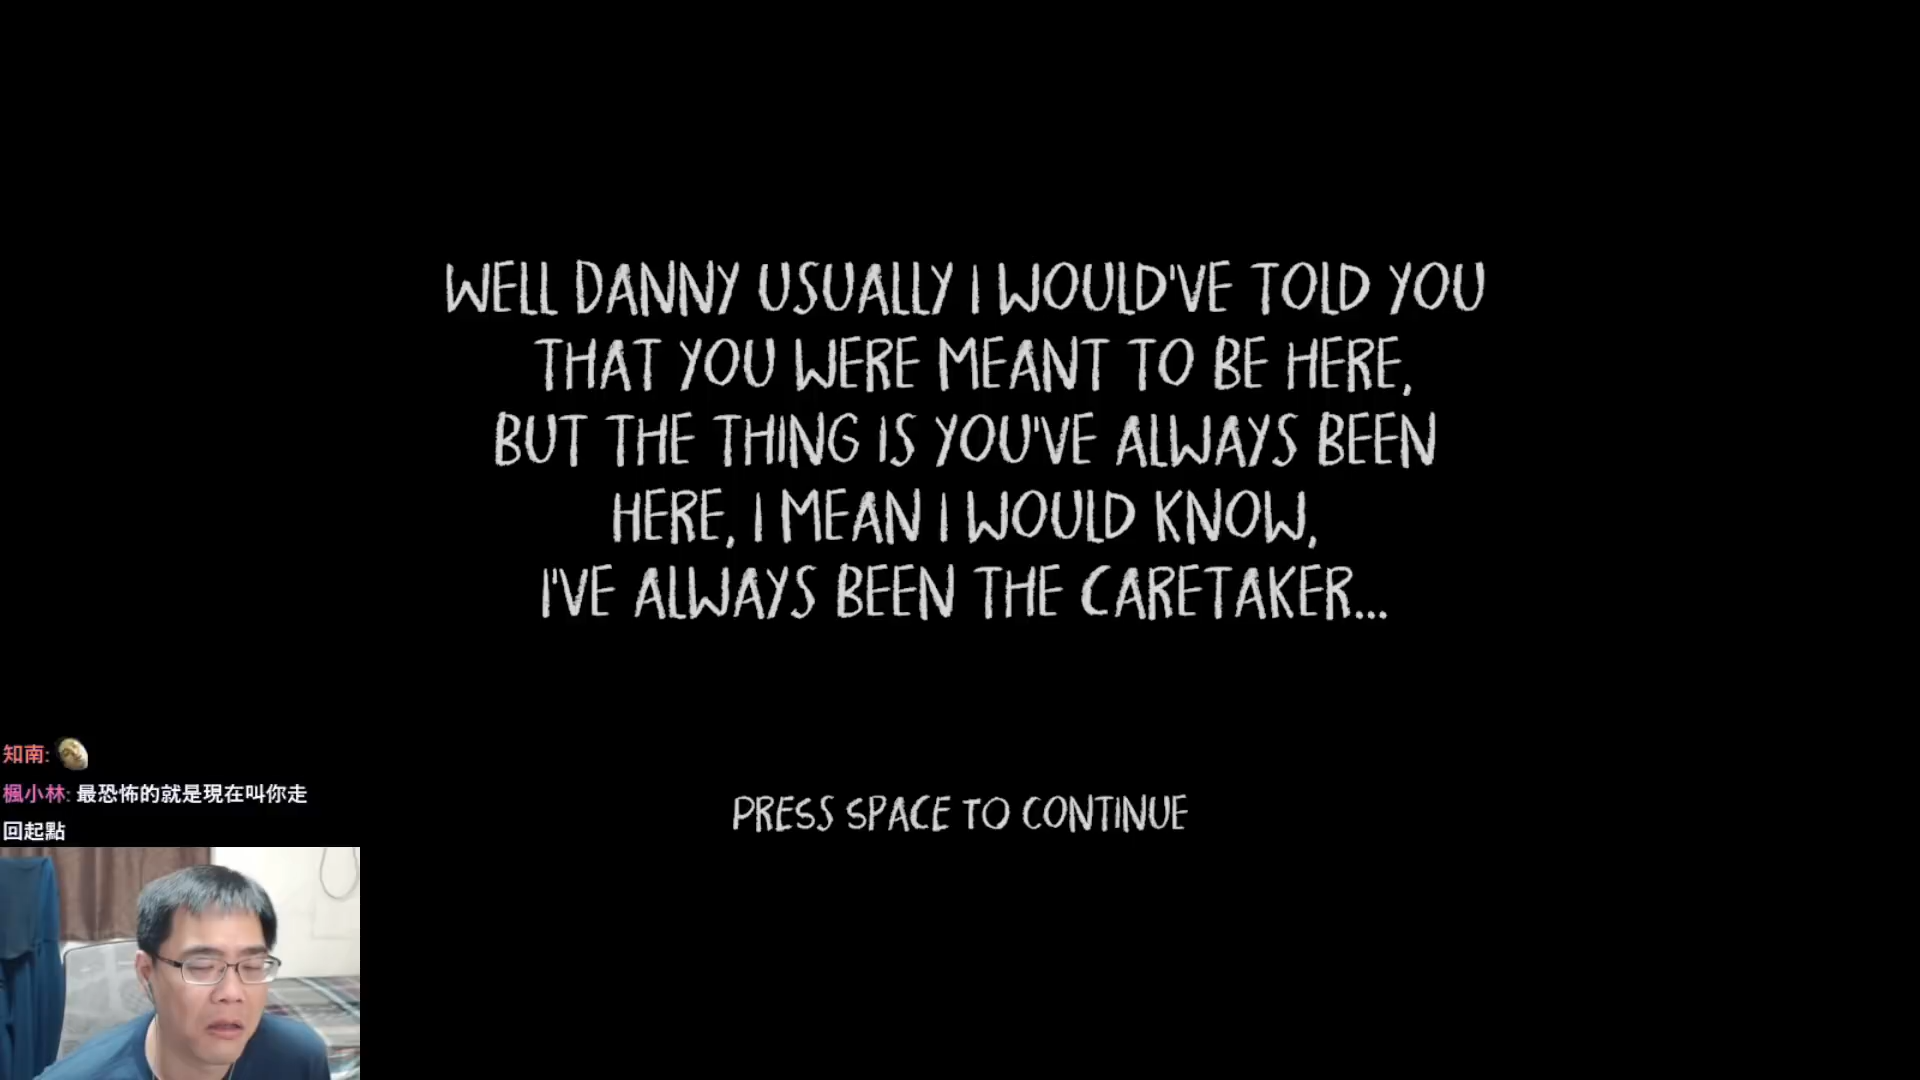 WELL DANNY USUALLY I WOULD'VE TOLD YOU
THAT YOU WERE MEANT TO BE HERE,
BUT THE THING IS YOU'VE ALWAYS BEEN
HERE, I MEAN I WOULD KNOW,
I'VE ALWAYS BEEN THE CARETAKER...
PRESS SPACE TO CONTINUE
知南:
楓小林: 最恐怖的就是現在叫你走
回起點